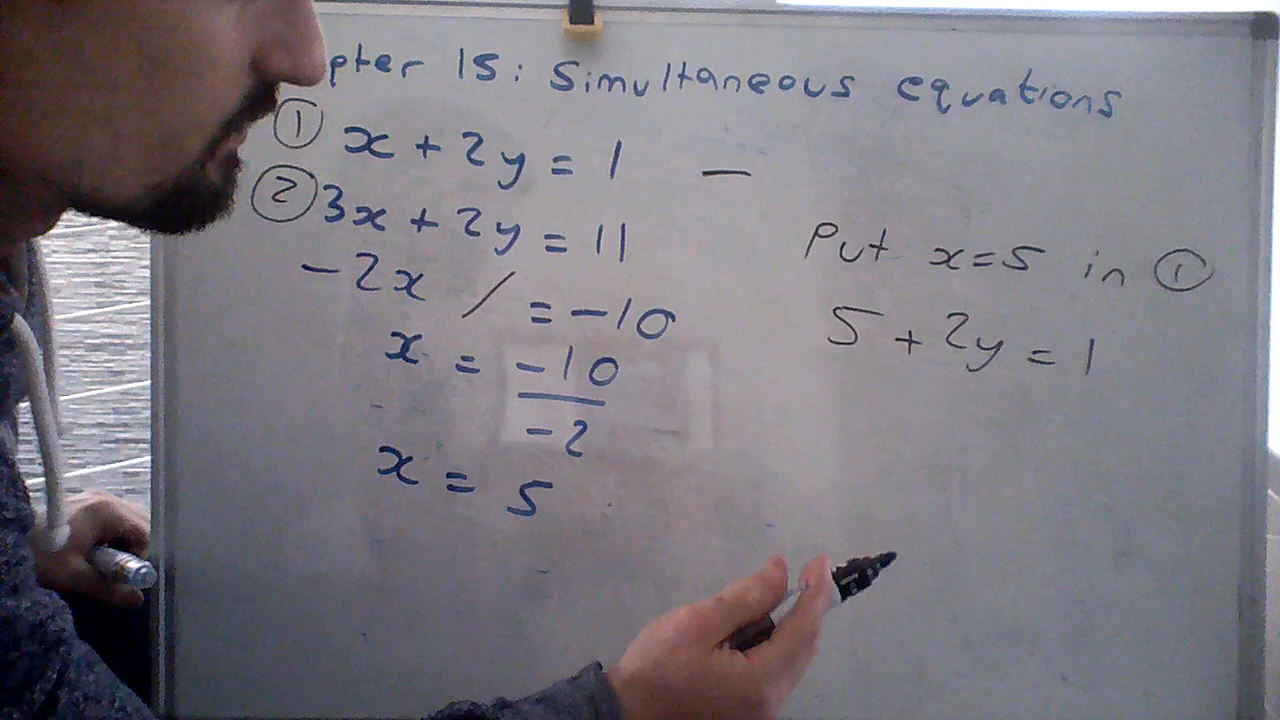 pter 15: Simultaneous equations
① x + 2y = 1 —
② 3x + 2y = 11
-2x / = -10
x = -10
-2
x = 5
Put x=5 in ①
5 + 2y = 1